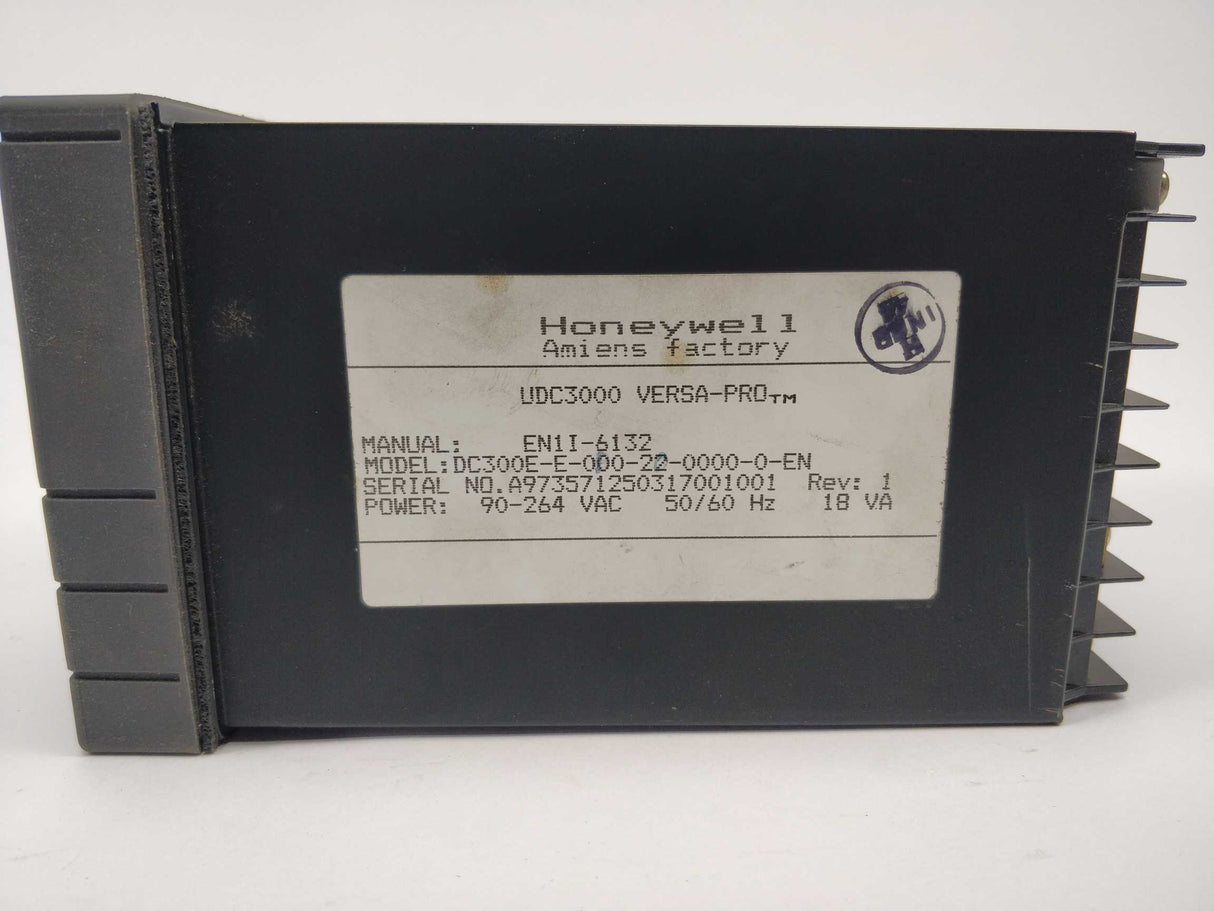 Honeywell
Amiens factory
UDC3000 VERSA-PRO™
MANUAL: EN1I-6132
MODEL:DC300E-E-000-22-0000-0-EN
SERIAL NO.A973571250317001001 Rev: 1
POWER: 90-264 VAC 50/60 Hz 18 VA